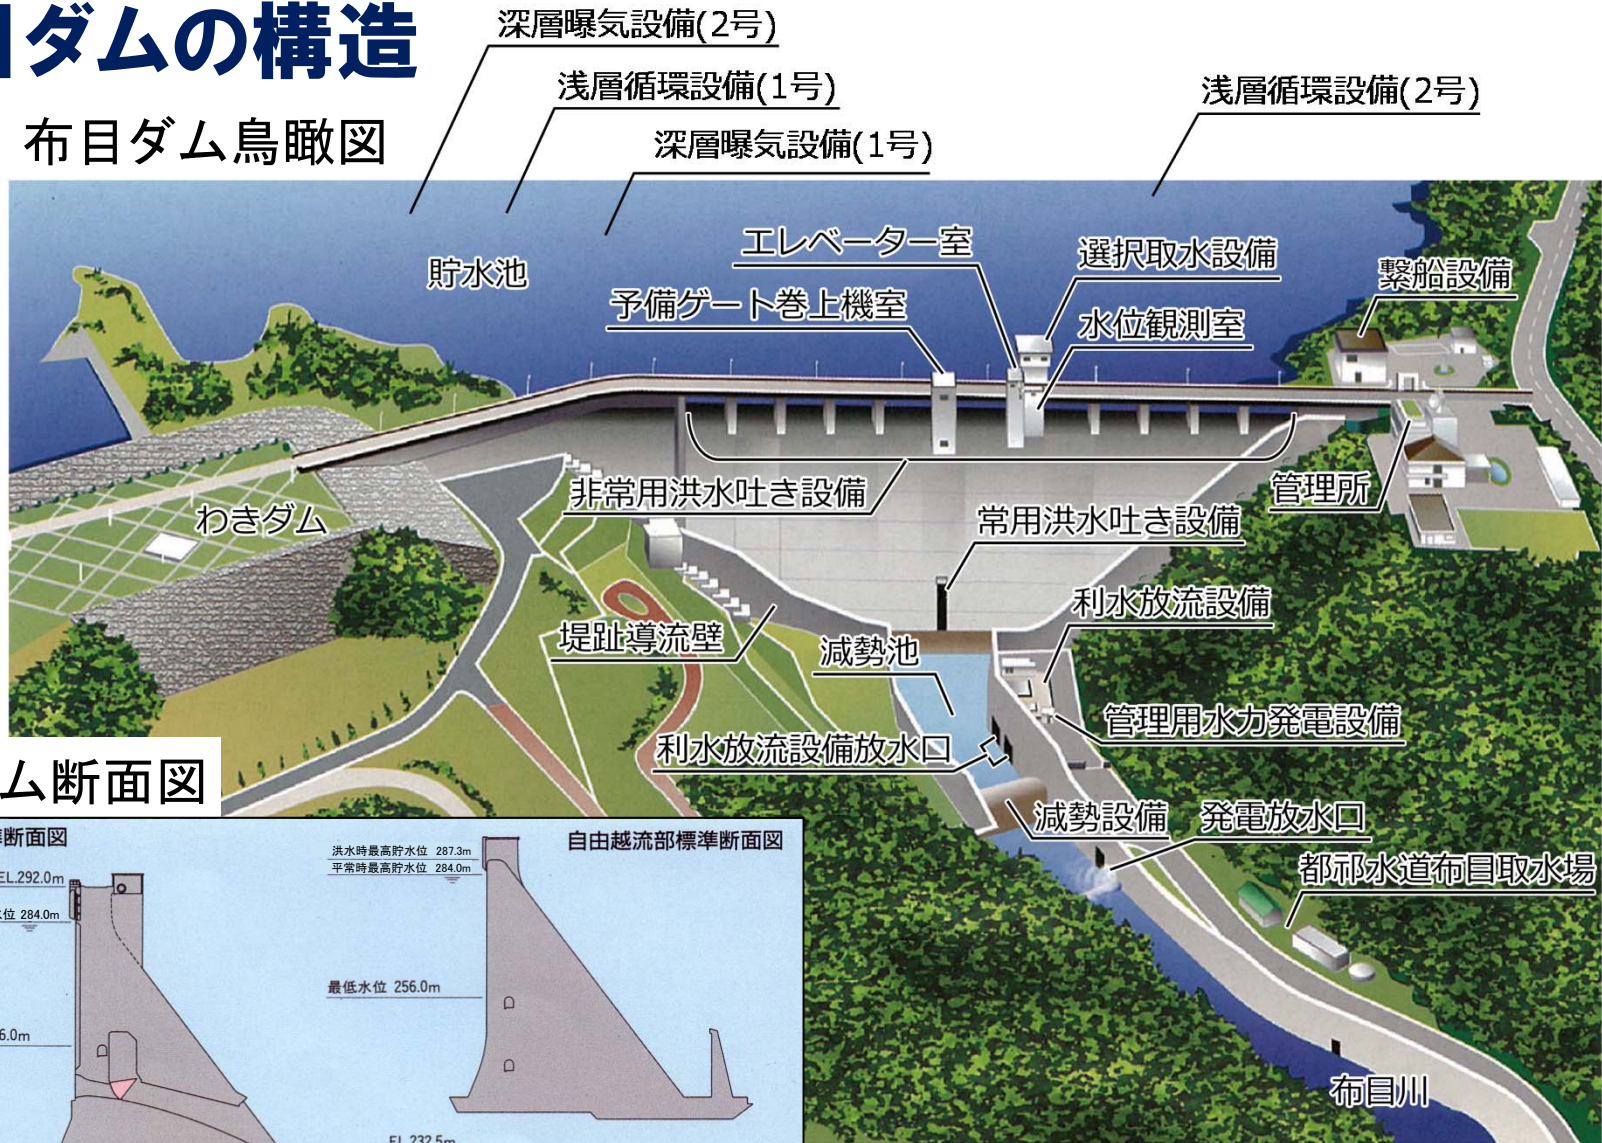 ダムの構造
布目ダム鳥瞰図
深層曝気設備(2号)
浅層循環設備(1号)
深層曝気設備(1号)
浅層循環設備(2号)
貯水池
エレベーター室
選択取水設備
繋船設備
予備ゲート巻上機室
水位観測室
非常用洪水吐き設備
管理所
わきダム
常用洪水吐き設備
利水放流設備
堤趾導流壁
減勢池
管理用水力発電設備
利水放流設備放水口
減勢設備
発電放水口
都祁水道布目取水場
布目川
ム断面図
断面図
EL.292.0m
位 284.0m
6.0m
自由越流部標準断面図
洪水時最高貯水位 287.3m
平常時最高貯水位 284.0m
最低水位 256.0m
EL.232.5m